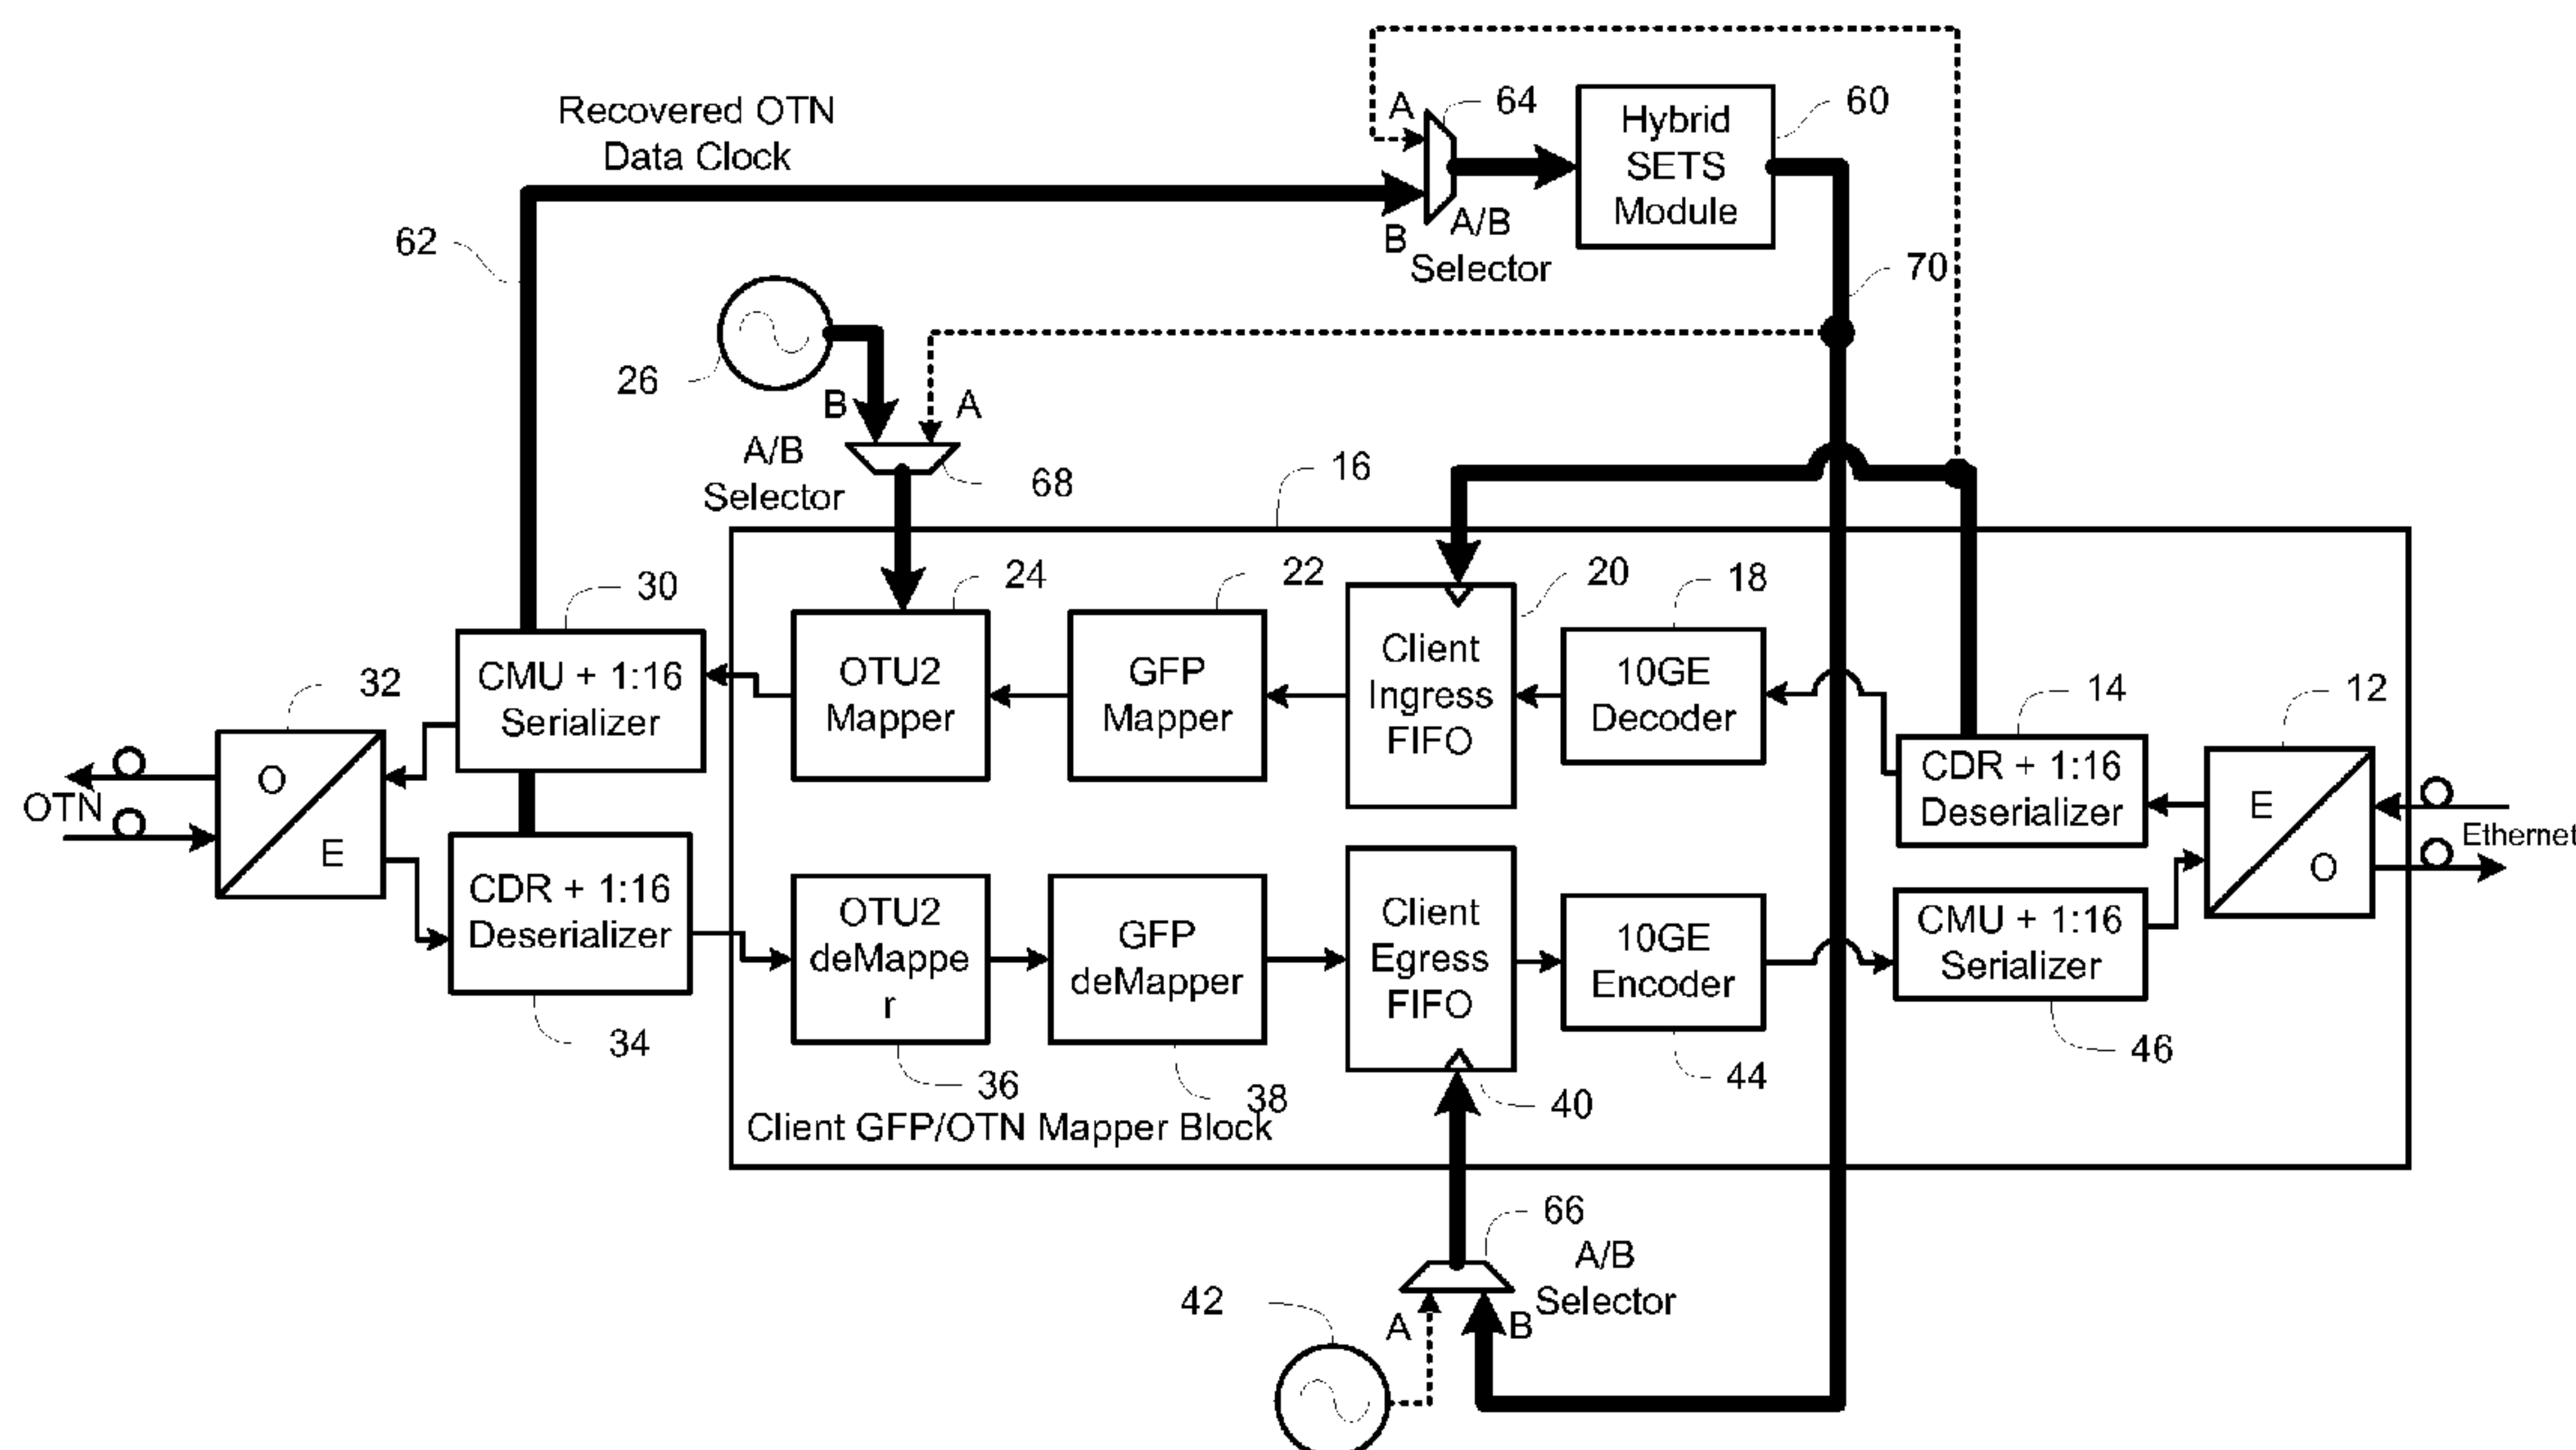 Recovered OTN
Data Clock
62
A
64
B
A/B
Selector
Hybrid
SETS
Module
60
70
26
B
A
A/B
Selector
68
16
30
CMU + 1:16
Serializer
24
OTU2
Mapper
22
GFP
Mapper
20
Client
Ingress
FIFO
18
10GE
Decoder
14
CDR + 1:16
Deserializer
12
E
O
Ethernet
32
O
E
OTN
CDR + 1:16
Deserializer
34
OTU2
deMappe
r
36
GFP
deMapper
38
Client
Egress
FIFO
40
10GE
Encoder
44
CMU + 1:16
Serializer
46
Client GFP/OTN Mapper Block
66
A/B
Selector
42
A
B